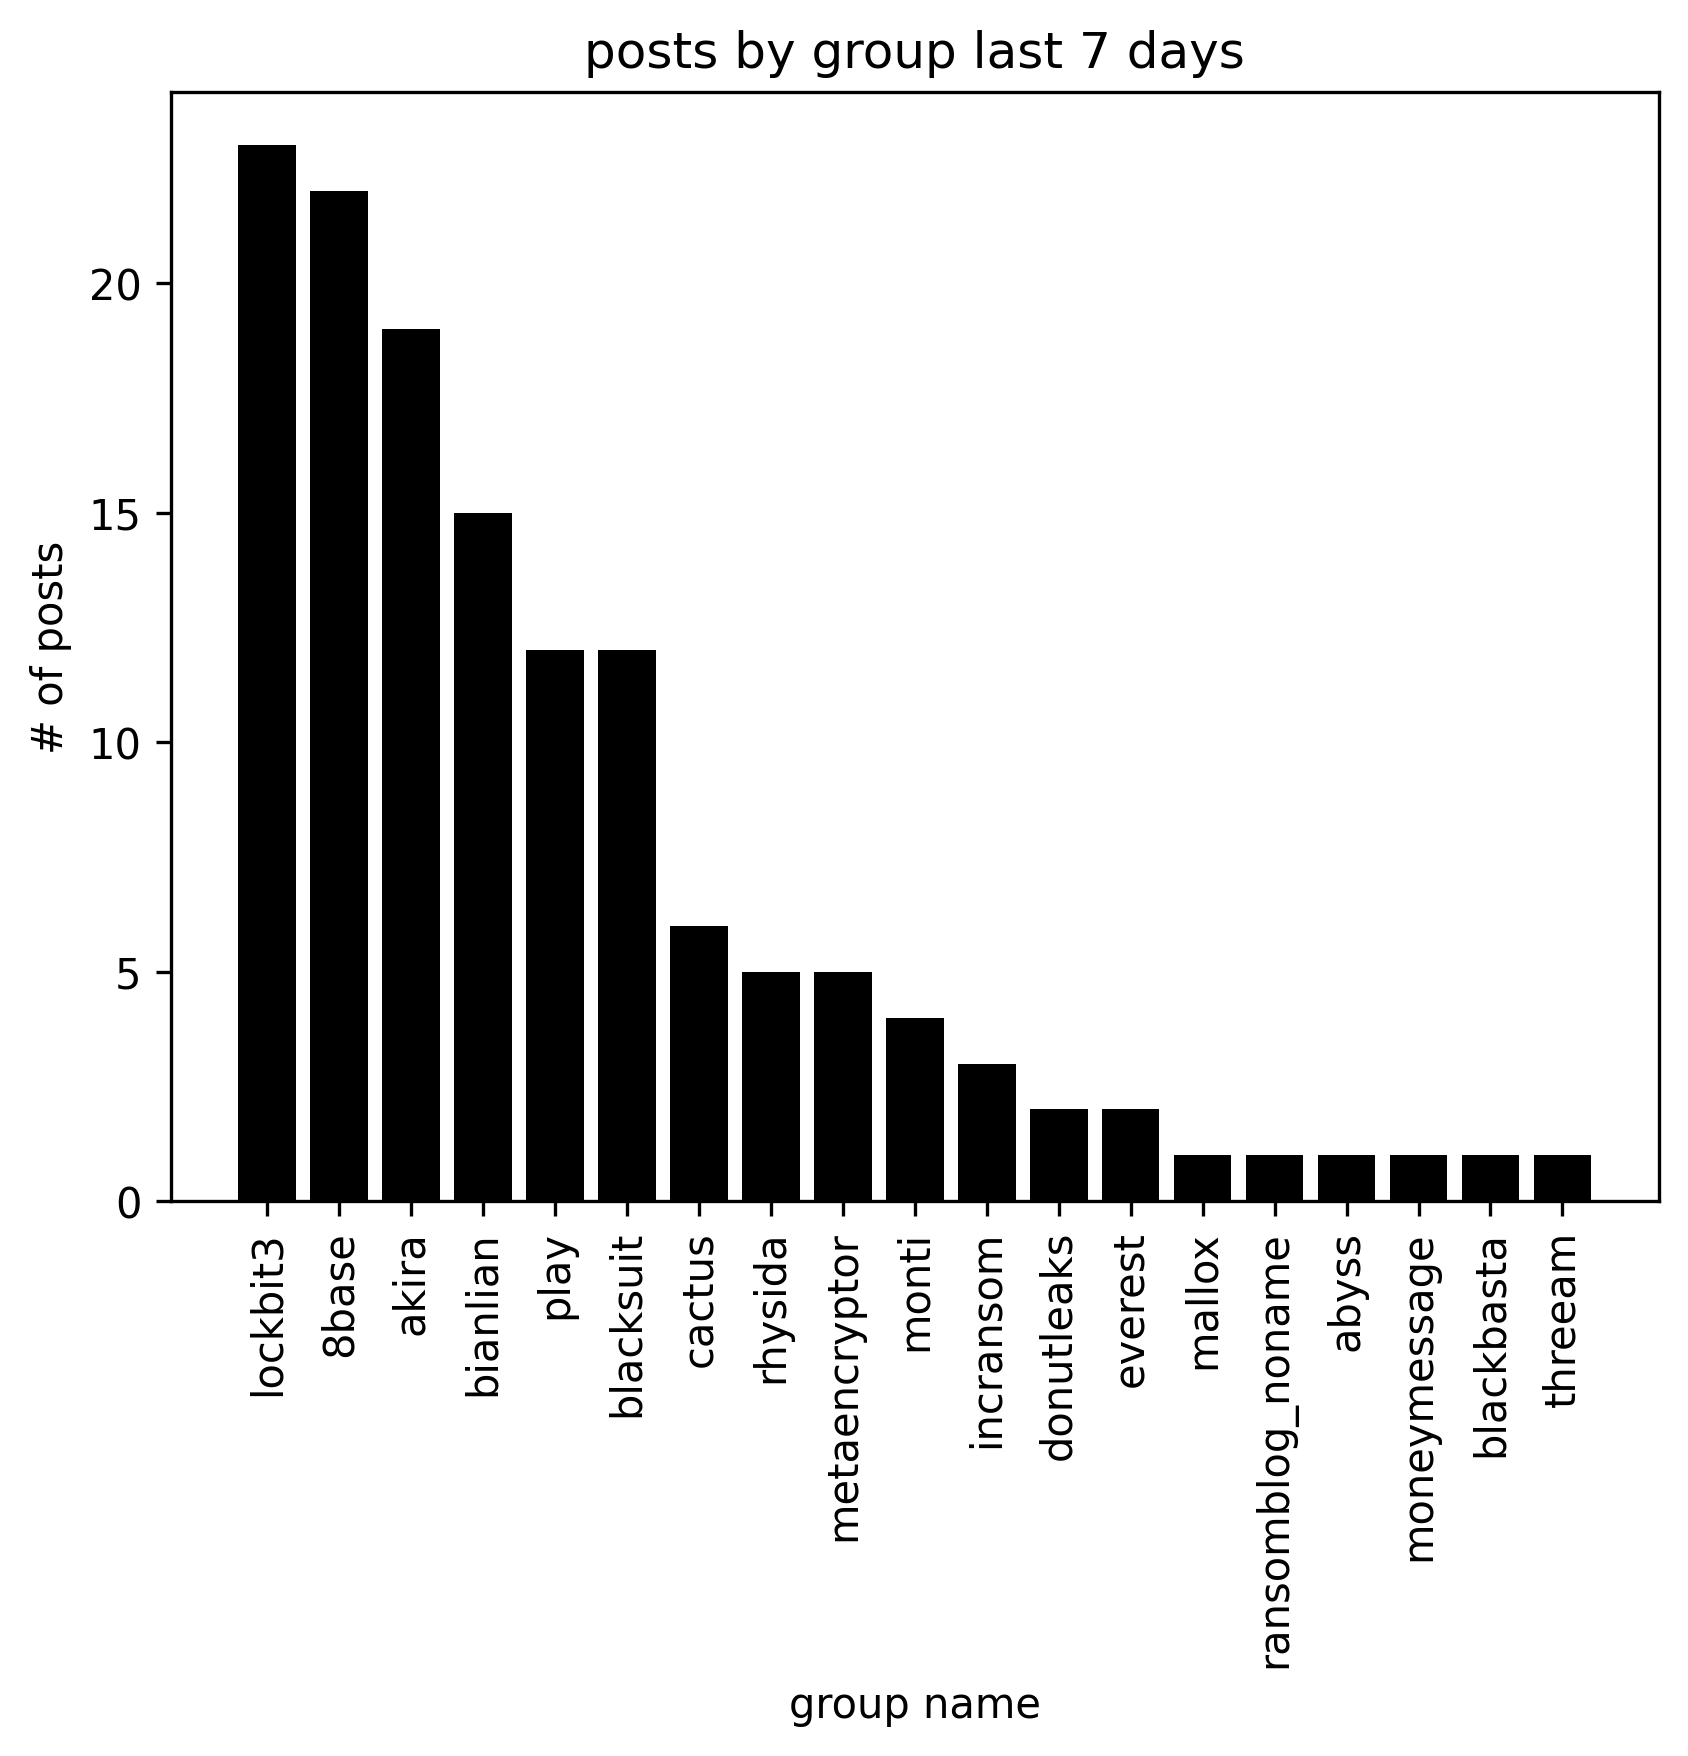 posts by group last 7 days
# of posts
20
15
10
5
0
lockbit3
8base
akira
bianlian
play
blacksuit
cactus
rhysida
metaencryptor
monti
incransom
donutleaks
everest
mallox
ransomblog_noname
abyss
moneymessage
blackbasta
threeam
group name